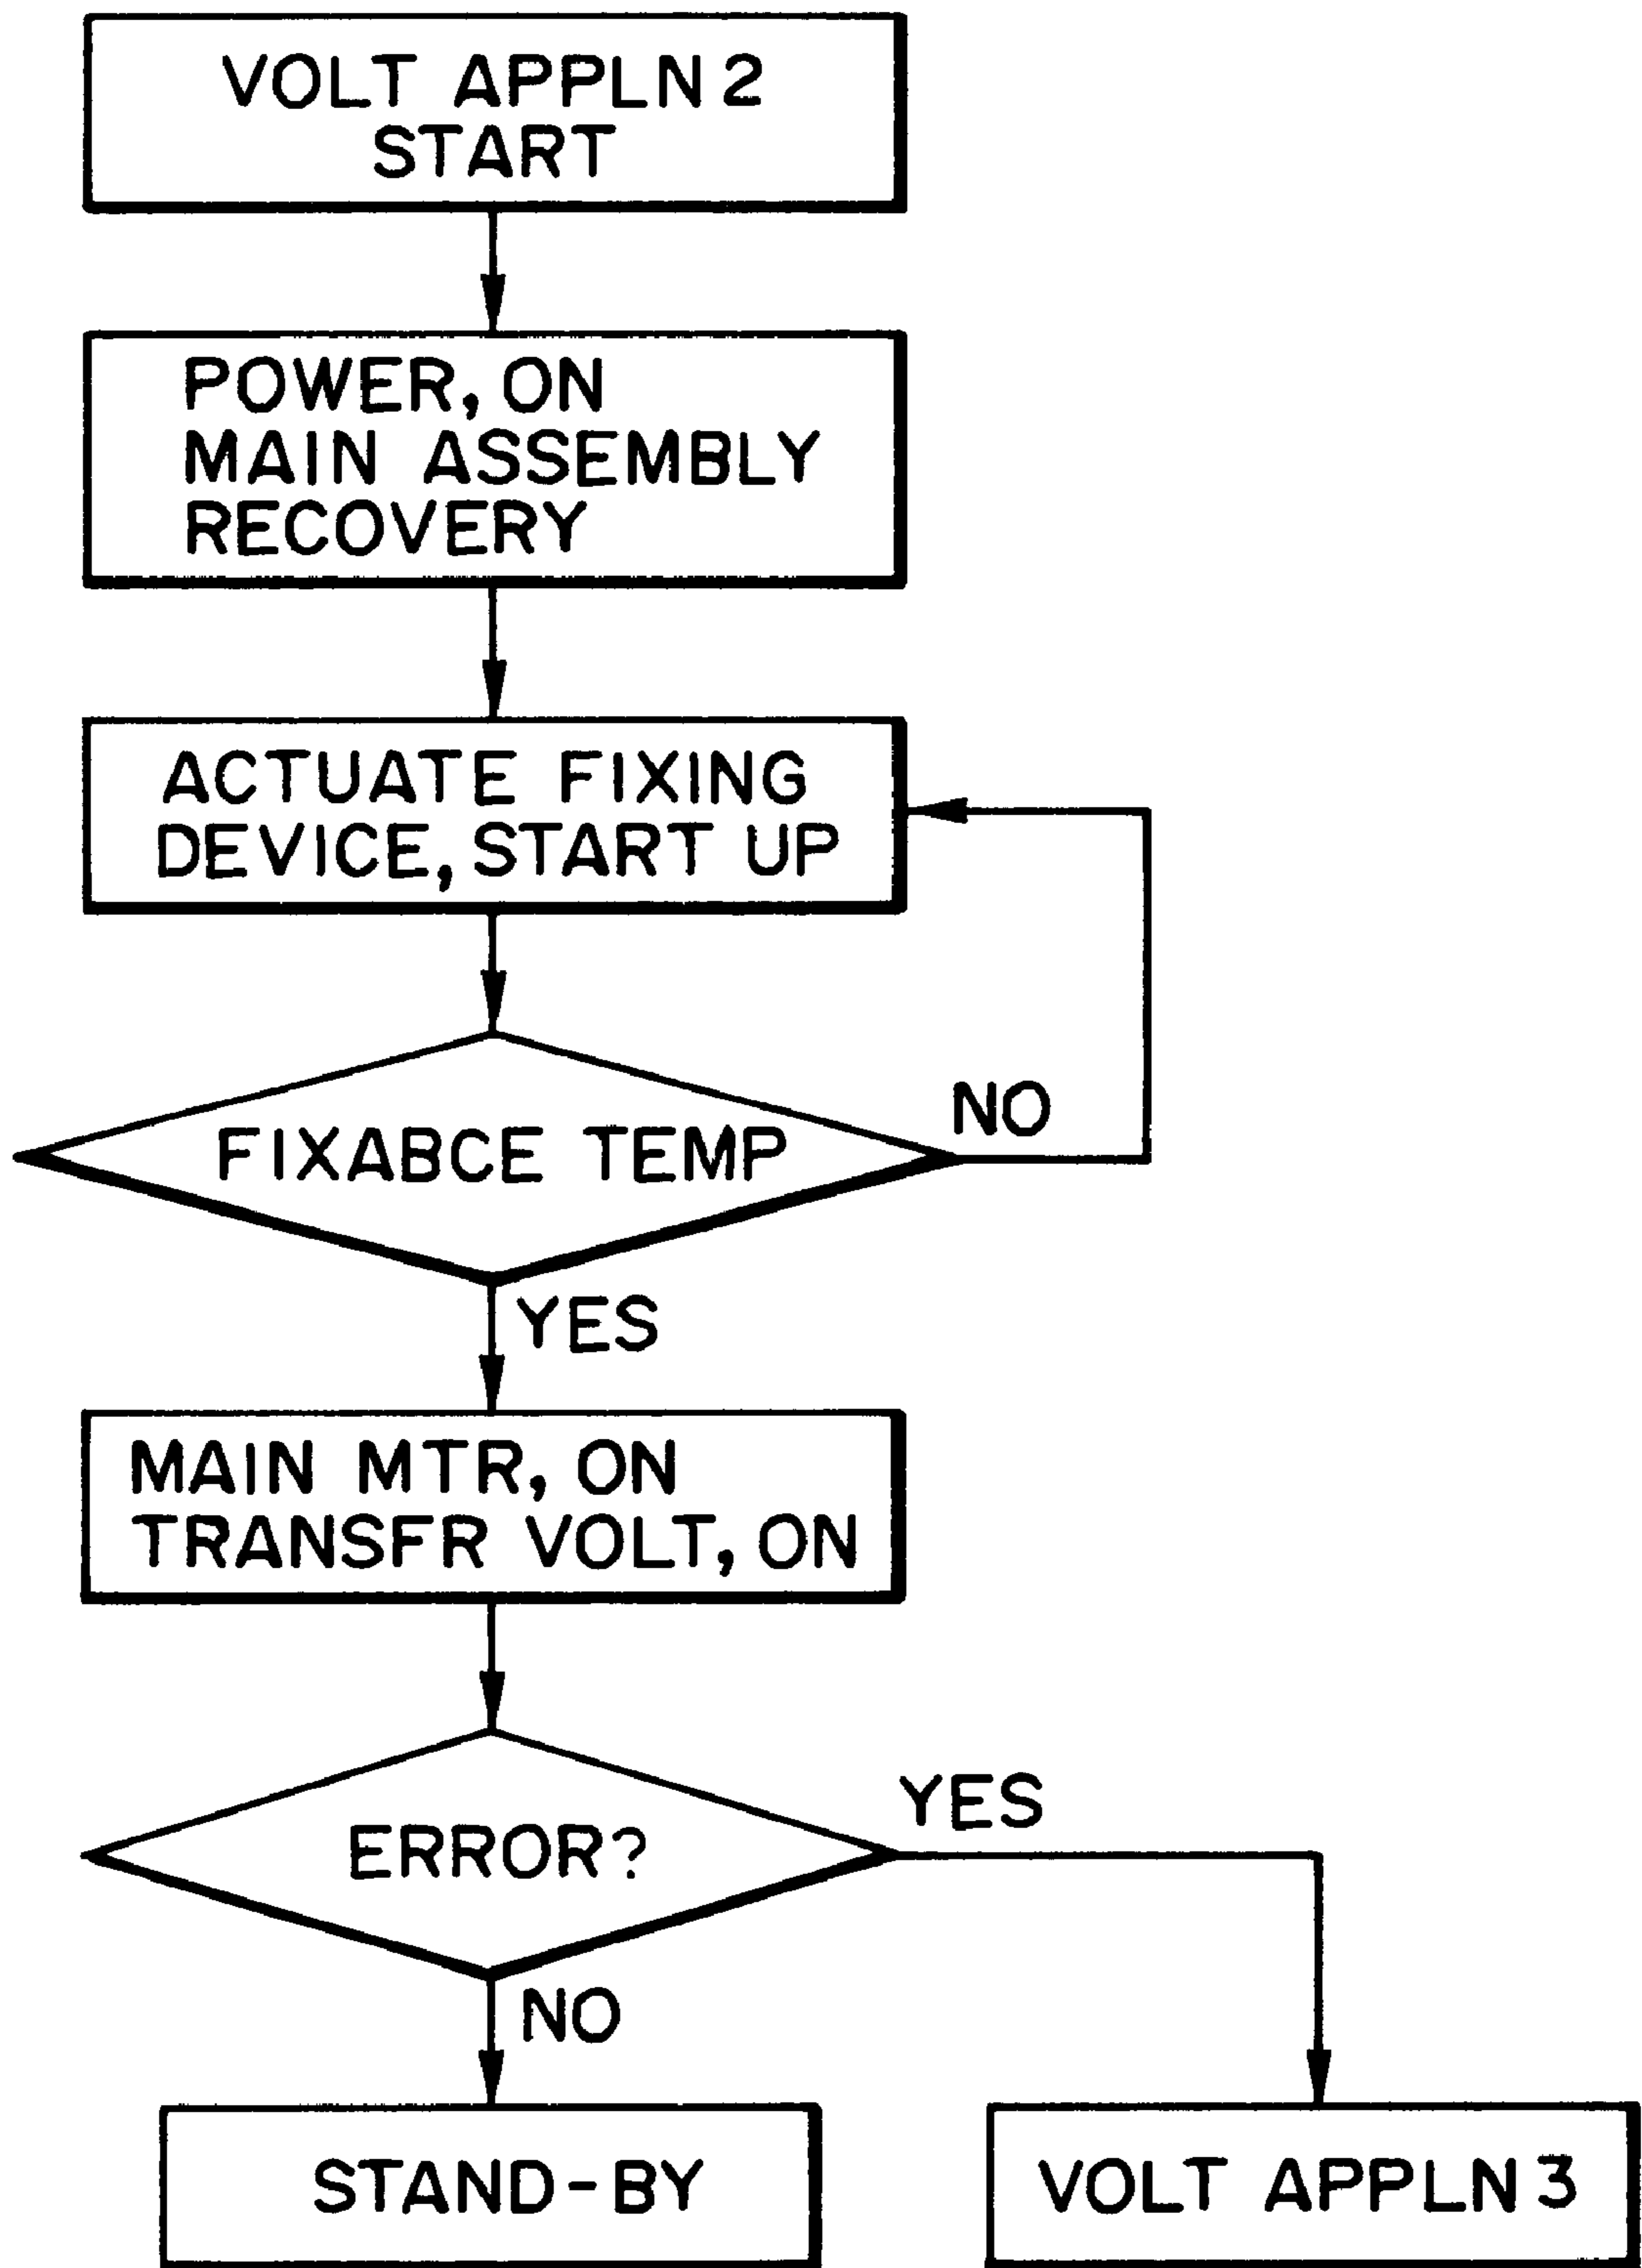 VOLT APPLN 2
START
POWER, ON
MAIN ASSEMBLY
RECOVERY
ACTUATE FIXING
DEVICE, START UP
FIXABCE TEMP
NO
YES
MAIN MTR, ON
TRANSFR VOLT, ON
ERROR?
YES
NO
STAND-BY
VOLT APPLN 3